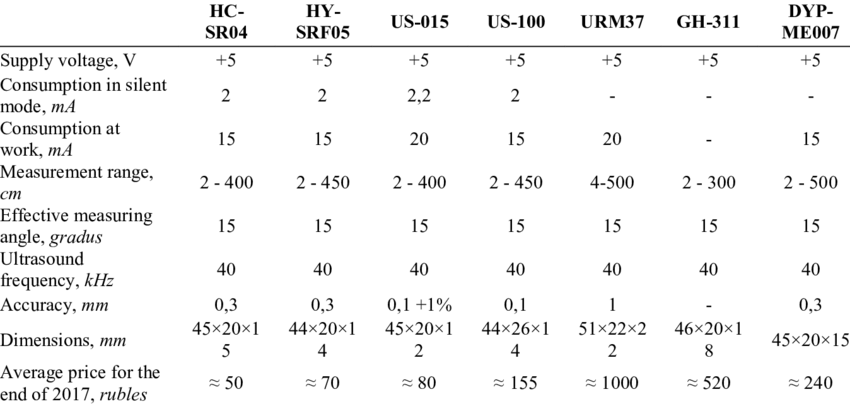 HC-SR04 HY-SRF05 US-015 US-100 URM37 GH-311 DYP-ME007
Supply voltage, V +5 +5 +5 +5 +5 +5 +5
Consumption in silent mode, mA 2 2 2,2 2 - - -
Consumption at work, mA 15 15 20 15 20 - 15
Measurement range, cm 2 - 400 2 - 450 2 - 400 2 - 450 4-500 2 - 300 2 - 500
Effective measuring angle, gradus 15 15 15 15 15 15 15
Ultrasound frequency, kHz 40 40 40 40 40 40 40
Accuracy, mm 0,3 0,3 0,1 +1% 0,1 1 - 0,3
Dimensions, mm 45×20×15 44×20×14 45×20×12 44×26×14 51×22×22 46×20×18 45×20×15
Average price for the end of 2017, rubles ≈ 50 ≈ 70 ≈ 80 ≈ 155 ≈ 1000 ≈ 520 ≈ 240